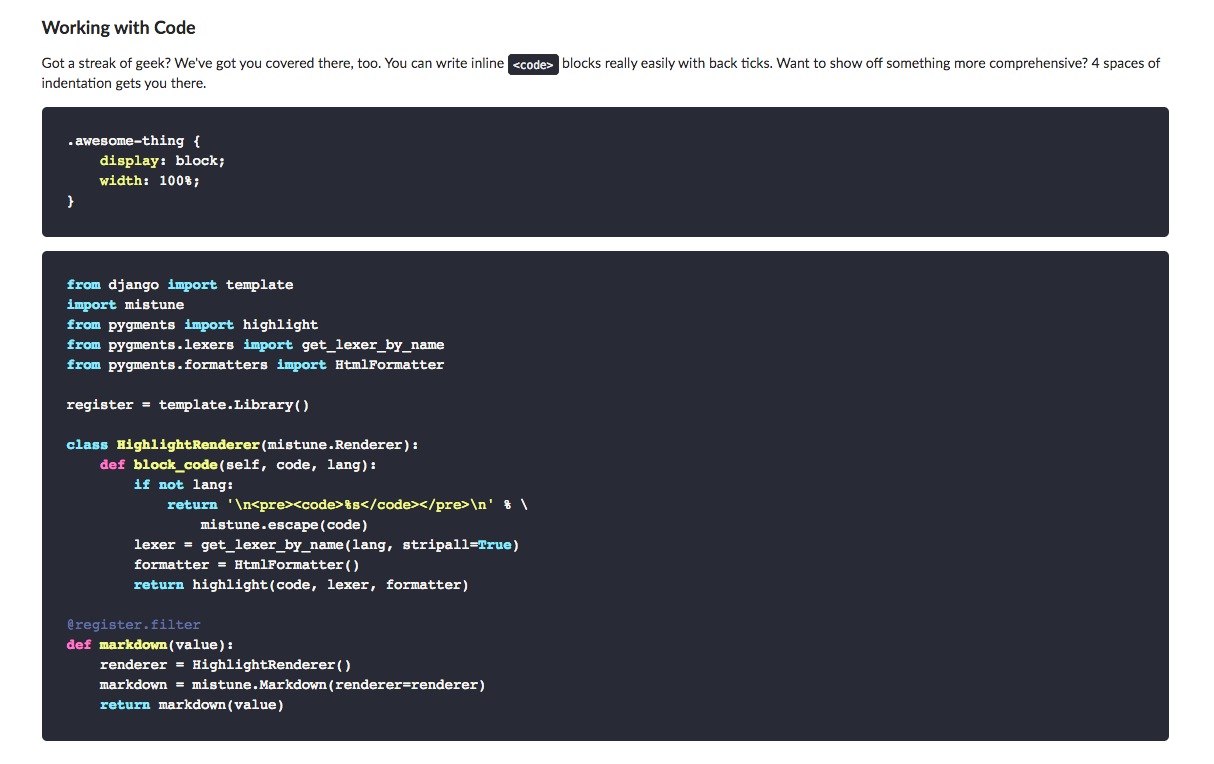 Working with Code
Got a streak of geek? We've got you covered there, too. You can write inline <code> blocks really easily with back ticks. Want to show off something more comprehensive? 4 spaces of
indentation gets you there.
.awesome-thing {
    display: block;
    width: 100%;
}
from django import template
import mistune
from pygments import highlight
from pygments.lexers import get_lexer_by_name
from pygments.formatters import HtmlFormatter
register = template.Library()
class HighlightRenderer(mistune.Renderer):
    def block_code(self, code, lang):
        if not lang:
            return '\n<pre><code>%s</code></pre>\n' % \
                mistune.escape(code)
        lexer = get_lexer_by_name(lang, stripall=True)
        formatter = HtmlFormatter()
        return highlight(code, lexer, formatter)
@register.filter
def markdown(value):
    renderer = HighlightRenderer()
    markdown = mistune.Markdown(renderer=renderer)
    return markdown(value)